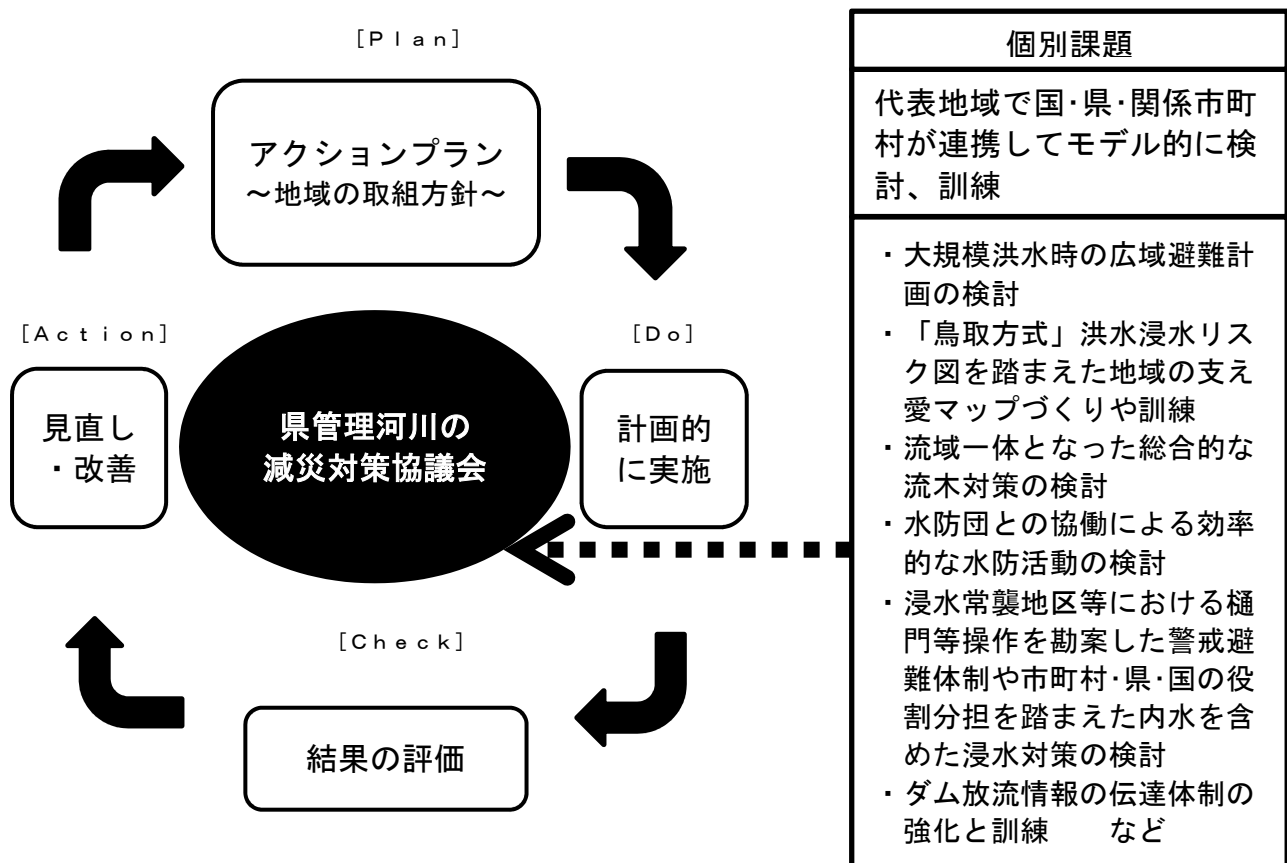 ［Ｐｌａｎ］
アクションプラン
～地域の取組方針～
［Ａｃｔｉｏｎ］
見直し
・改善
県管理河川の
減災対策協議会
［Ｄｏ］
計画的
に実施
［Ｃｈｅｃｋ］
結果の評価
個別課題
代表地域で国･県･関係市町
村が連携してモデル的に検
討、訓練
・大規模洪水時の広域避難計
画の検討
・「鳥取方式」洪水浸水リス
ク図を踏まえた地域の支え
愛マップづくりや訓練
・流域一体となった総合的な
流木対策の検討
・水防団との協働による効率
的な水防活動の検討
・浸水常襲地区等における樋
門等操作を勘案した警戒避
難体制や市町村･県･国の役
割分担を踏まえた内水を含
めた浸水対策の検討
・ダム放流情報の伝達体制の
強化と訓練　　など